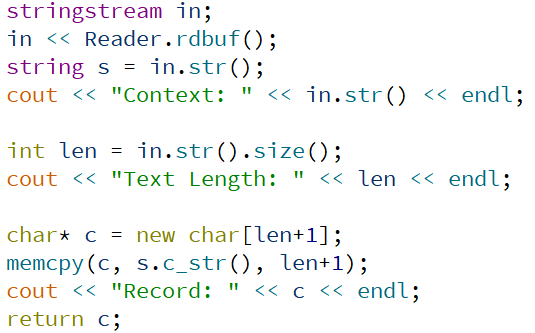 stringstream in;
in << Reader.rdbuf();
string s = in.str();
cout << "Context: " << in.str() << endl;
int len = in.str().size();
cout << "Text Length: " << len << endl;
char* c = new char[len+1];
memcpy(c, s.c_str(), len+1);
cout << "Record: " << c << endl;
return c;